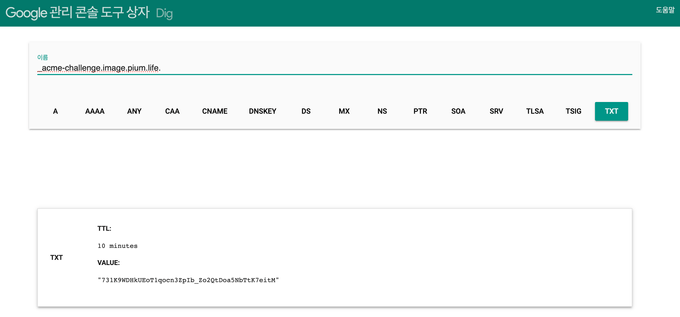 Google 관리 콘솔 도구 상자 Dig
도움말
이름
_acme-challenge.image.pium.life.
A AAAA ANY CAA CNAME DNSKEY DS MX NS PTR SOA SRV TLSA TSIG TXT
TTL:
10 minutes
TXT
VALUE:
"731K9WDHkUEoT1qocn3ZpIb_Zo2QtDoa5NbTtK7eitM"